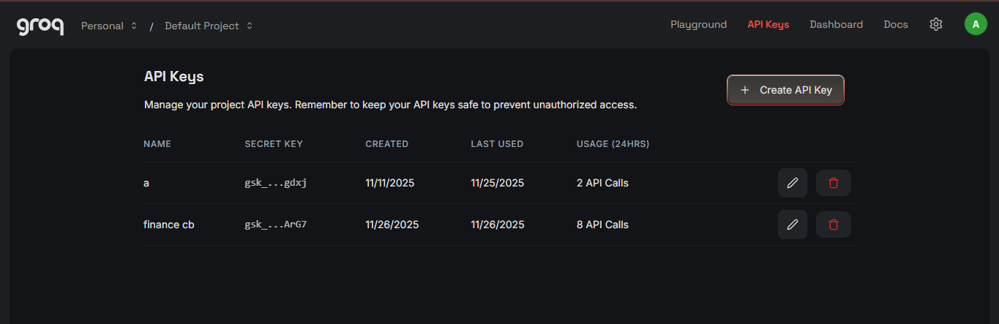 groq Personal / Default Project Playground API Keys Dashboard Docs A
API Keys
Create API Key
Manage your project API keys. Remember to keep your API keys safe to prevent unauthorized access.
NAME SECRET KEY CREATED LAST USED USAGE (24HRS)
a gsk_...gdxj 11/11/2025 11/25/2025 2 API Calls
finance cb gsk_...ArG7 11/26/2025 11/26/2025 8 API Calls